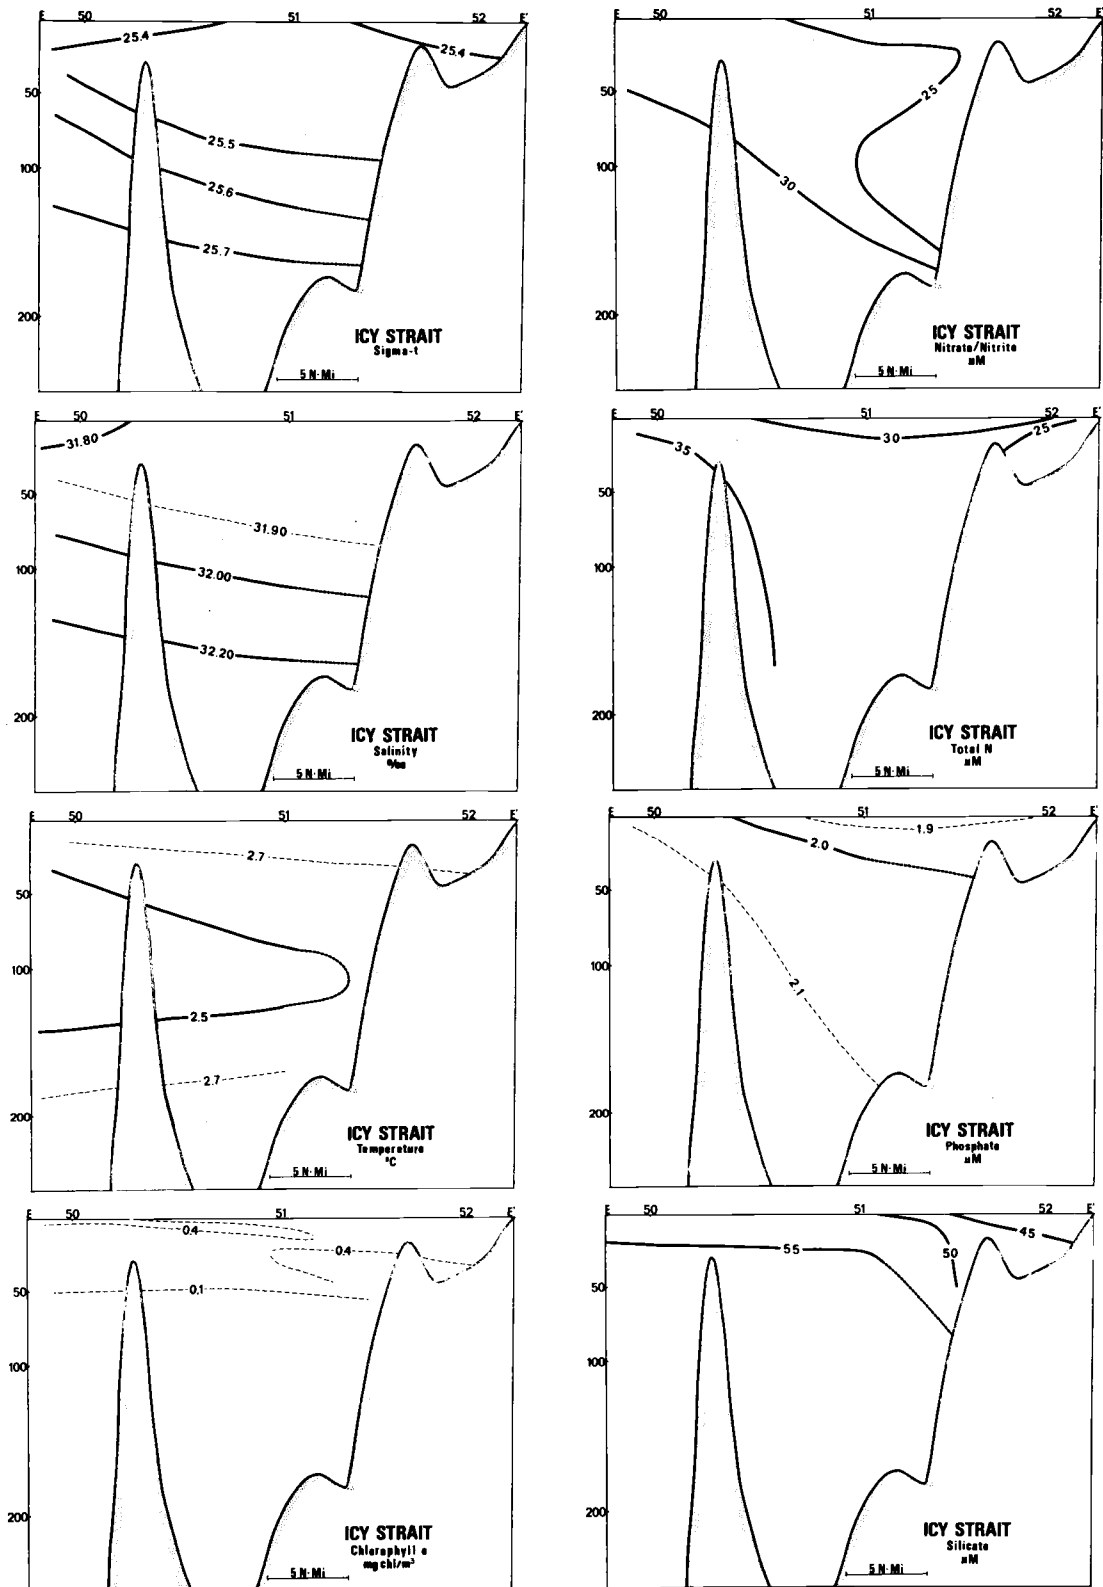 E 50 51 52 E'
25.4
25.4
50
25.5
100
25.6
25.7
200
ICY STRAIT
Sigma-t
5 N·Mi
E 50 51 52 E'
25
50
100
30
200
ICY STRAIT
Nitrate/Nitrite
µM
5 N·Mi
E 50 51 52 E'
31.80
50
31.90
100
32.00
32.20
200
ICY STRAIT
Salinity
‰
5 N·Mi
E 50 51 52 E'
30
25
35
50
100
200
ICY STRAIT
Total N
µM
5 N·Mi
E 50 51 52 E'
2.7
50
100
2.5
2.7
200
ICY STRAIT
Temperature
°C
5 N·Mi
E 50 51 52 E'
1.9
2.0
50
100
2.1
200
ICY STRAIT
Phosphate
µM
5 N·Mi
E 50 51 52 E'
0.4
0.4
50
0.1
100
200
ICY STRAIT
Chlorophyll a
mg chl/m³
5 N·Mi
E 50 51 52 E'
45
55
50
50
100
200
ICY STRAIT
Silicate
µM
5 N·Mi